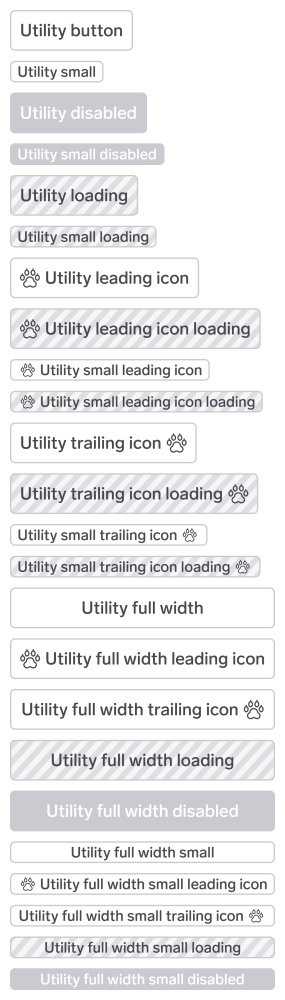 Utility button
Utility small
Utility disabled
Utility small disabled
Utility loading
Utility small loading
Utility leading icon
Utility leading icon loading
Utility small leading icon
Utility small leading icon loading
Utility trailing icon
Utility trailing icon loading
Utility small trailing icon
Utility small trailing icon loading
Utility full width
Utility full width leading icon
Utility full width trailing icon
Utility full width loading
Utility full width disabled
Utility full width small
Utility full width small leading icon
Utility full width small trailing icon
Utility full width small loading
Utility full width small disabled